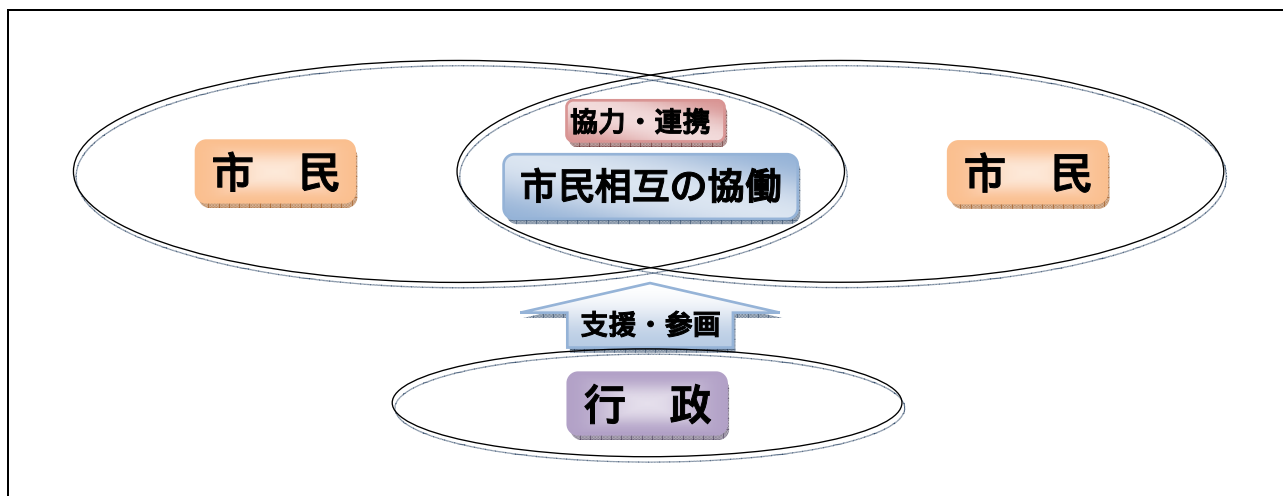 協力・連携
市　民
市民相互の協働
市　民
支援・参画
行　政